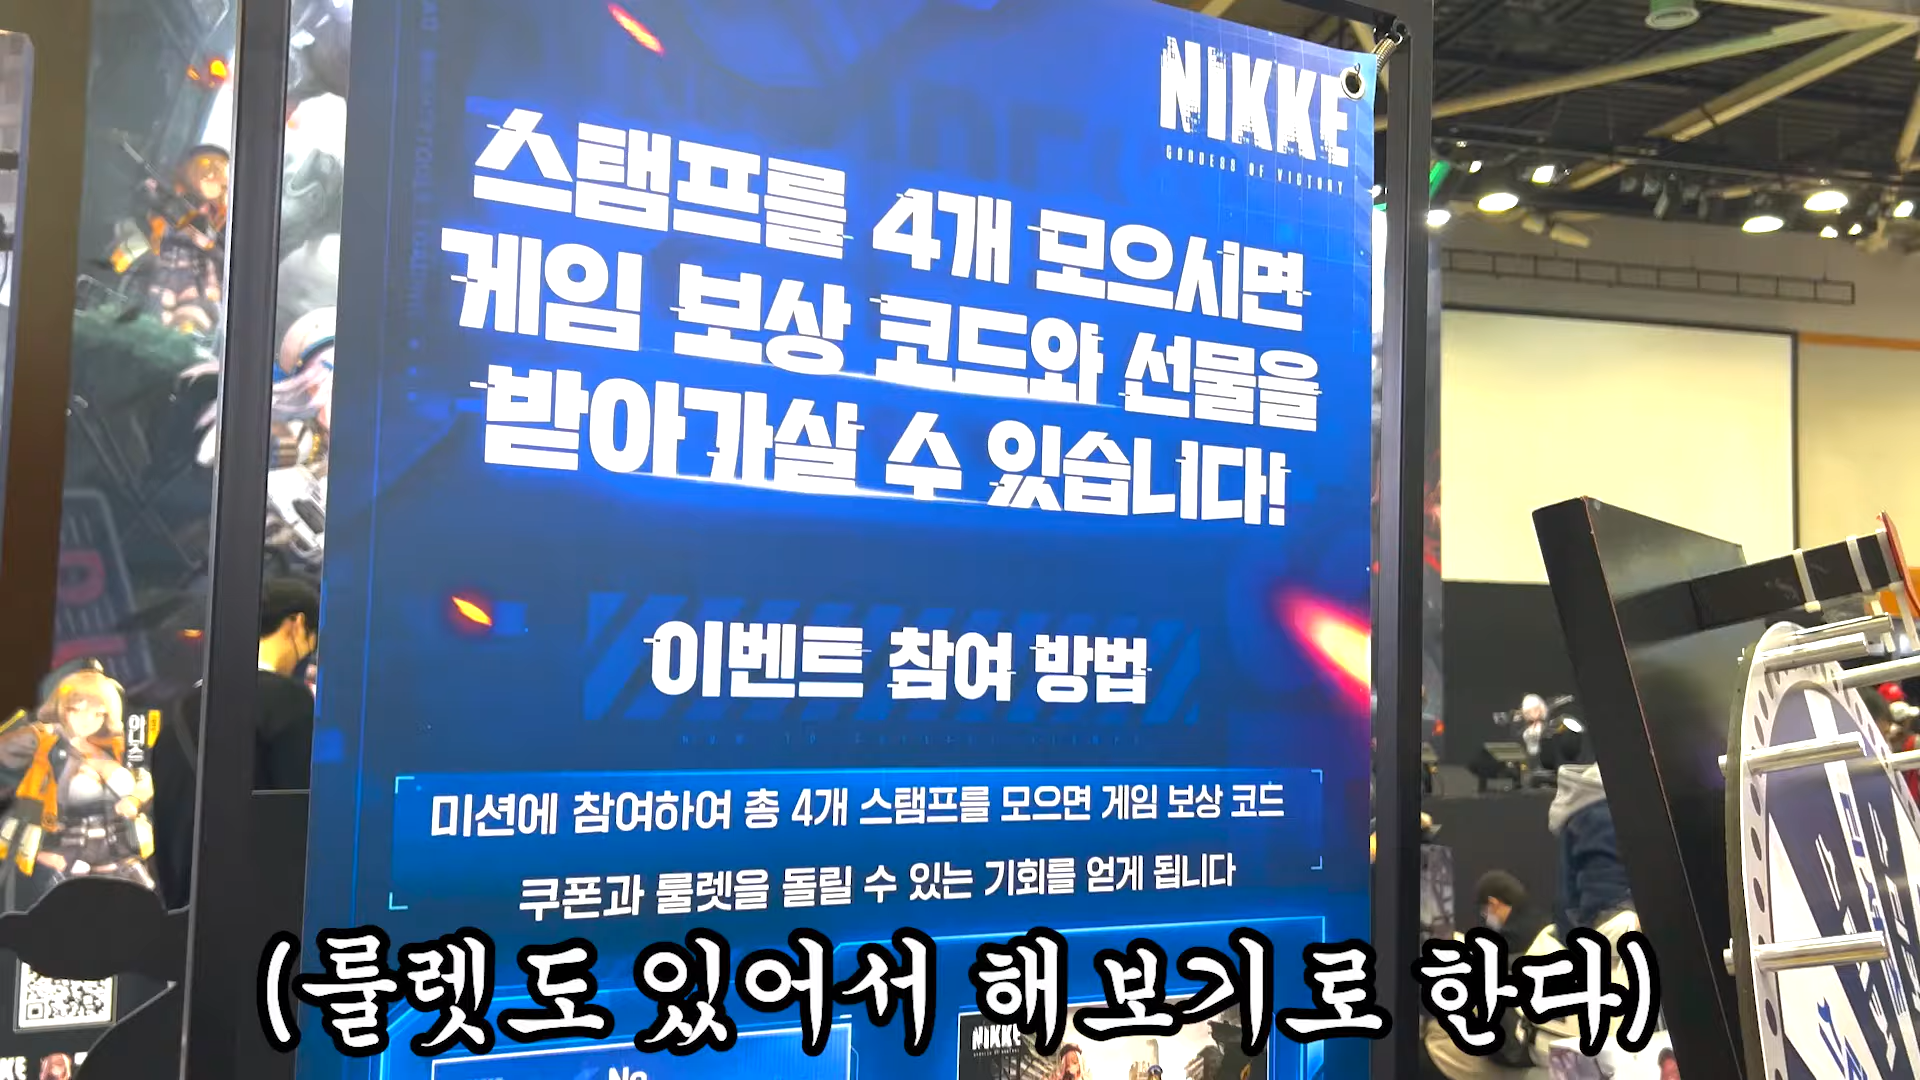 NIKKE
GODDESS OF VICTORY
스탬프를 4개 모으시면
게임 보상 코드와 선물을
받아가실 수 있습니다!
이벤트 참여 방법
미션에 참여하여 총 4개 스탬프를 모으면 게임 보상 코드
쿠폰과 룰렛을 돌릴 수 있는 기회를 얻게 됩니다
(룰렛도 있어서 해보기로 한다)
No
NIKKE